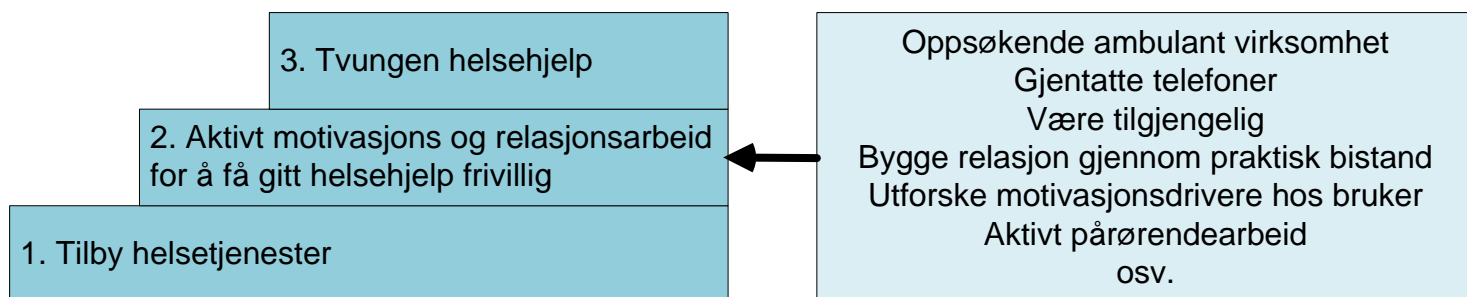 3. Tvungen helsehjelp
2. Aktivt motivasjons og relasjonsarbeid
for å få gitt helsehjelp frivillig
1. Tilby helsetjenester
Oppsøkende ambulant virksomhet
Gjentatte telefoner
Være tilgjengelig
Bygge relasjon gjennom praktisk bistand
Utforske motivasjonsdrivere hos bruker
Aktivt pårørendearbeid
osv.